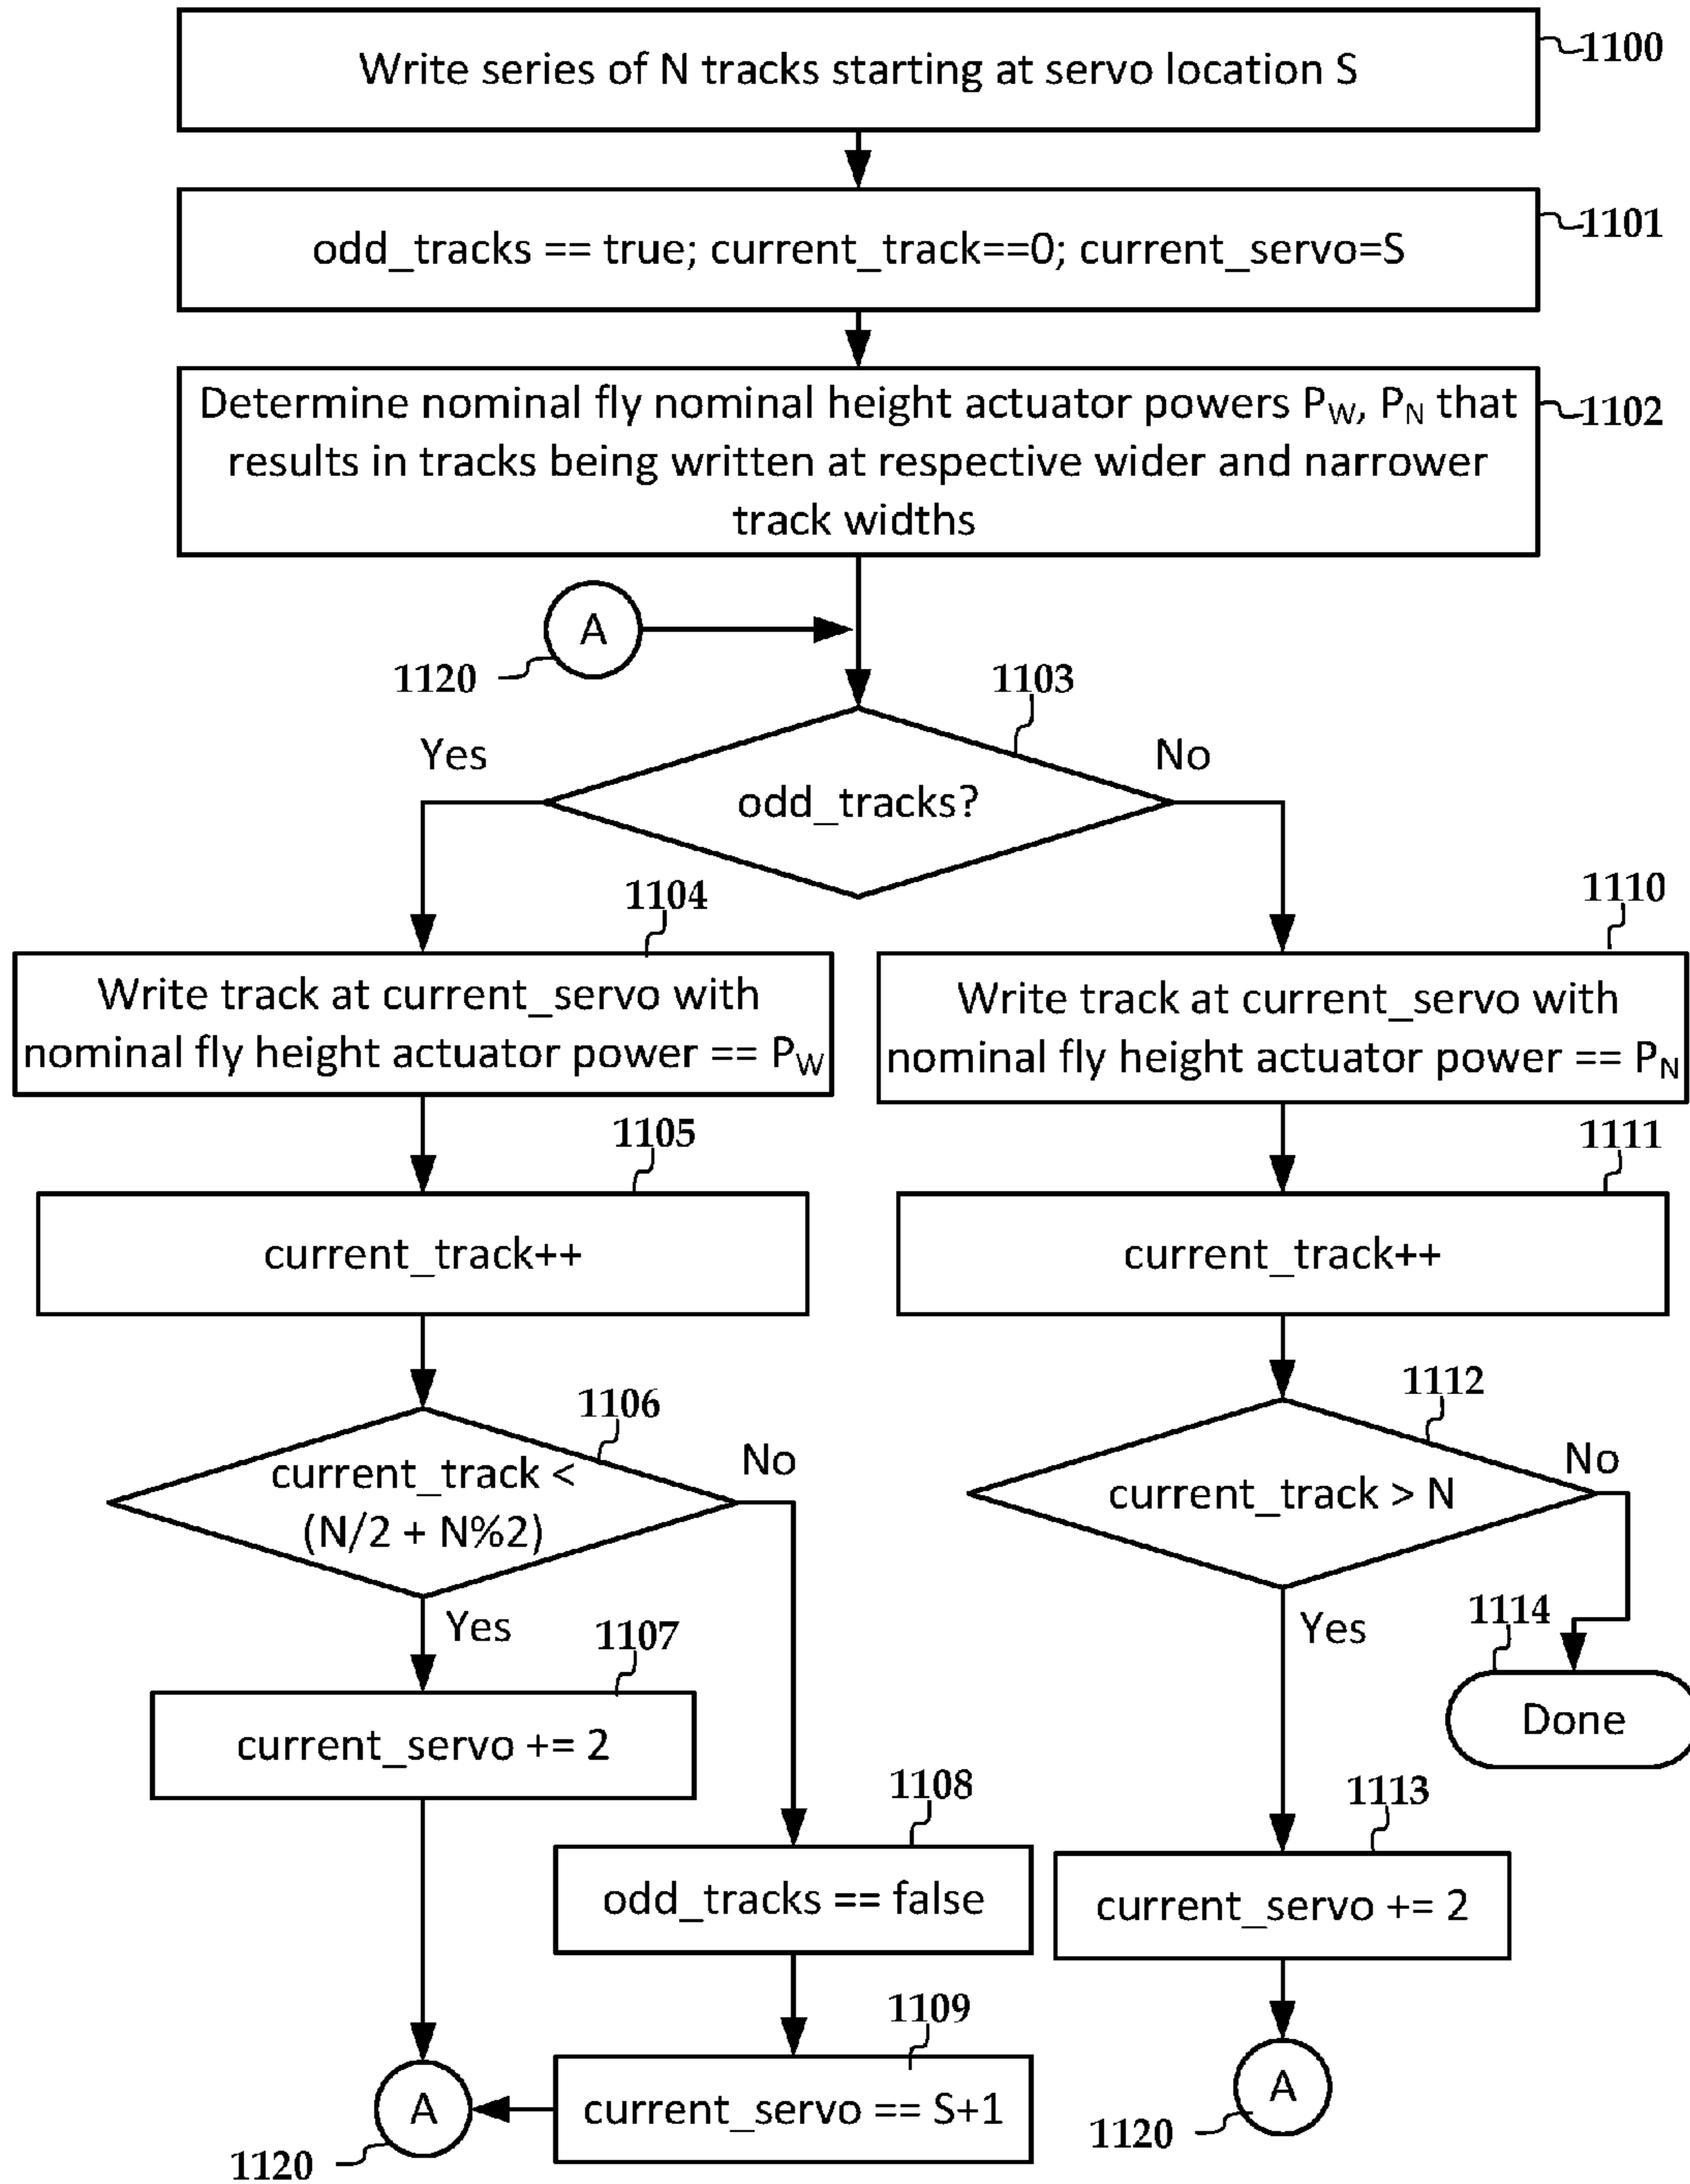 Write series of N tracks starting at servo location S
1100
odd_tracks == true; current_track==0; current_servo=S
1101
Determine nominal fly nominal height actuator powers P_W, P_N that
results in tracks being written at respective wider and narrower
track widths
1102
A
1120
1103
Yes
No
odd_tracks?
1104
1110
Write track at current_servo with
nominal fly height actuator power == P_W
Write track at current_servo with
nominal fly height actuator power == P_N
1105
1111
current_track++
current_track++
1106
1112
current_track <
(N/2 + N%2)
No
current_track > N
No
Yes
1107
Yes
1114
Done
current_servo += 2
1108
1113
odd_tracks == false
current_servo += 2
1109
A
current_servo == S+1
A
1120
1120